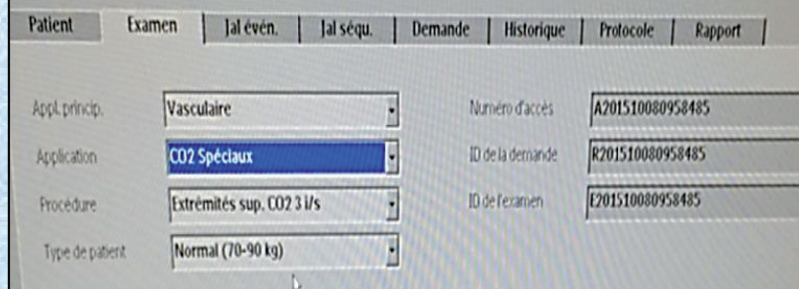 Patient Examen Jal évén. Jal séqu. Demande Historique Protocole Rapport
Appl. princip. Vasculaire Numéro d'accès A201510080958485
Application CO2 Spéciaux ID de la demande R201510080958485
Procédure Extrêmités sup. CO2 3 i/s ID de l'examen E201510080958485
Type de patient Normal (70-90 kg)